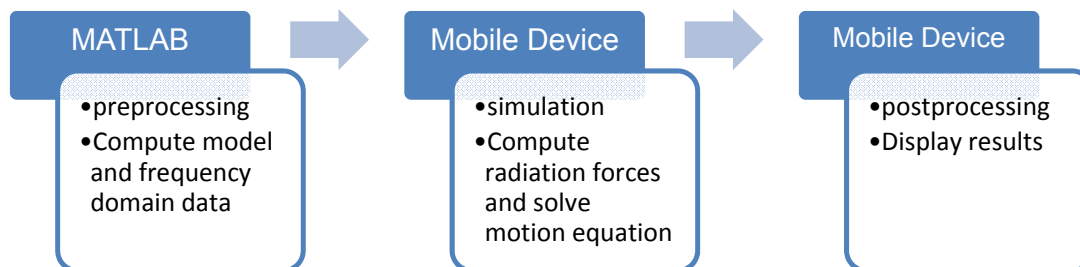 MATLAB
•preprocessing
•Compute model
and frequency
domain data
Mobile Device
•simulation
•Compute
radiation forces
and solve
motion equation
Mobile Device
•postprocessing
•Display results